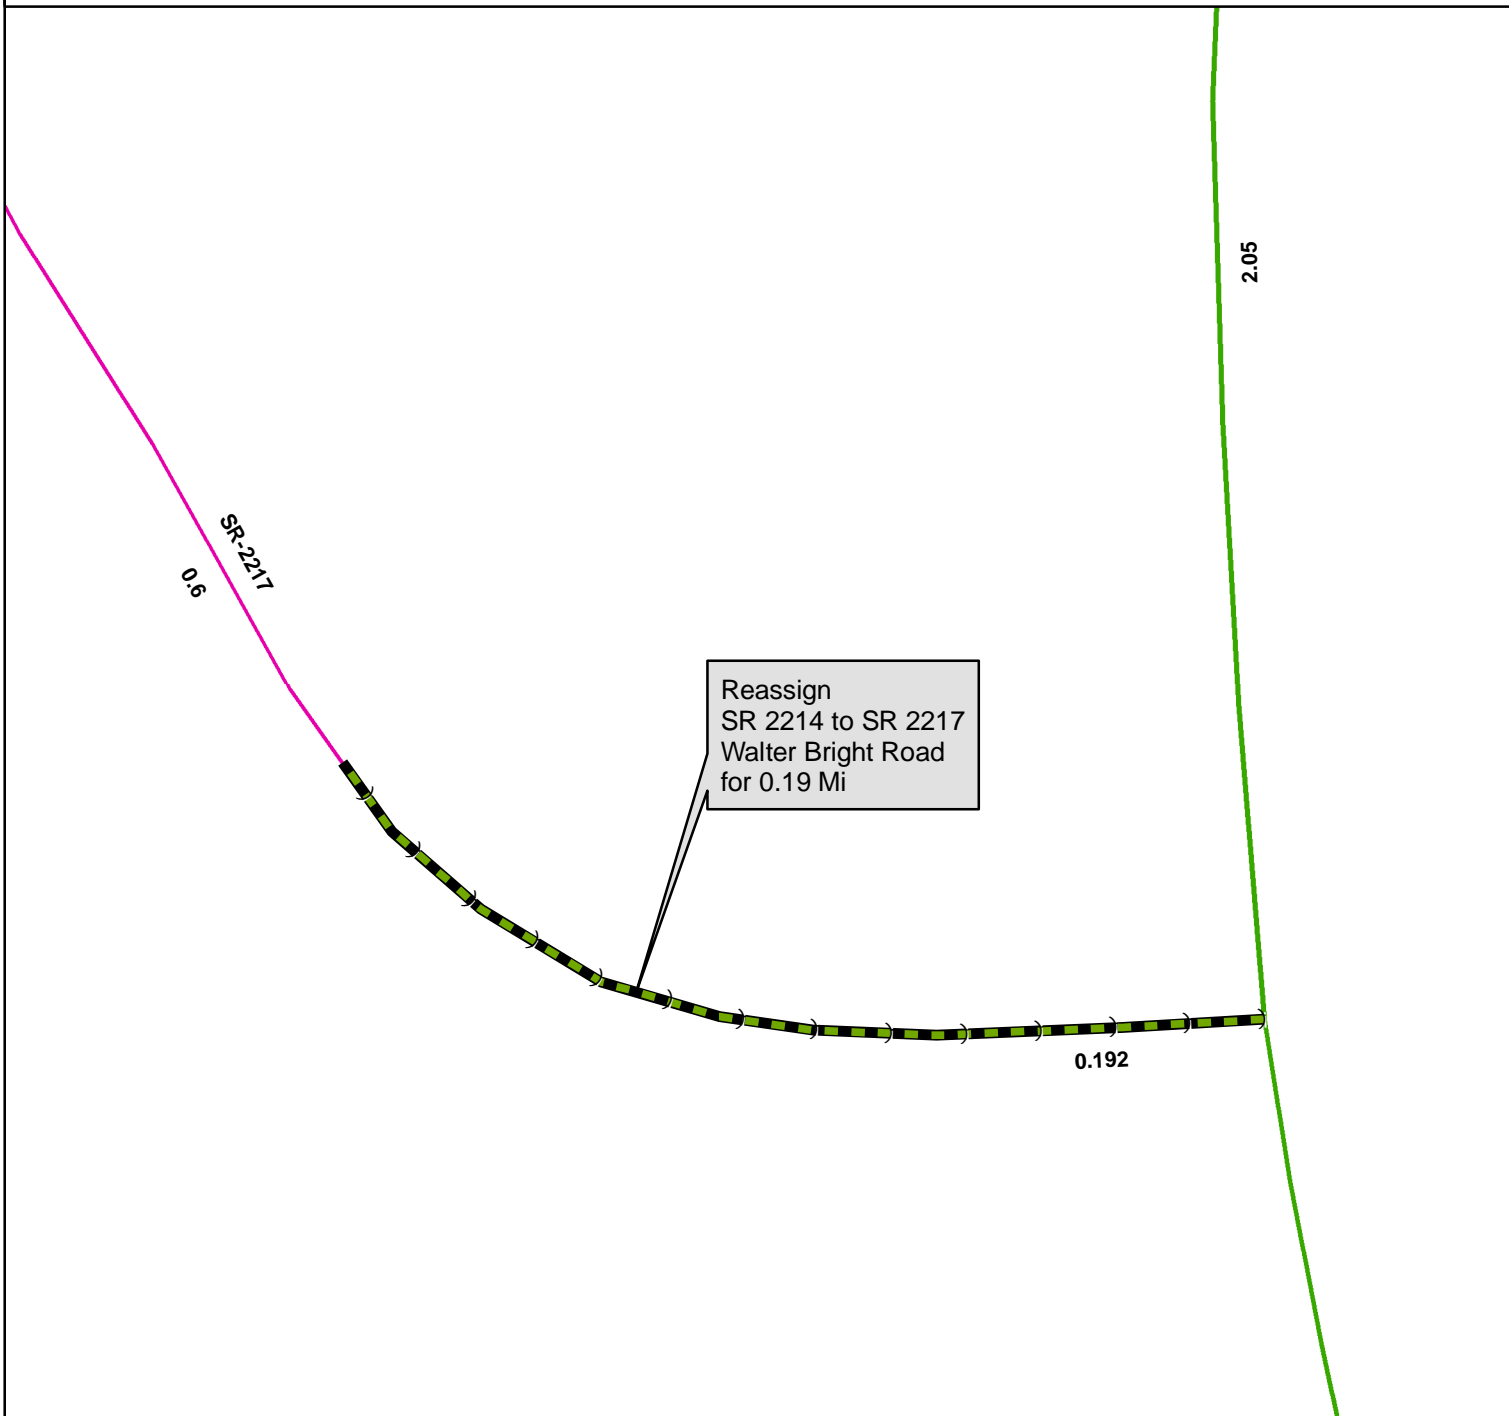 2.05
SR-2217
0.6
Reassign
SR 2214 to SR 2217
Walter Bright Road
for 0.19 Mi
0.192